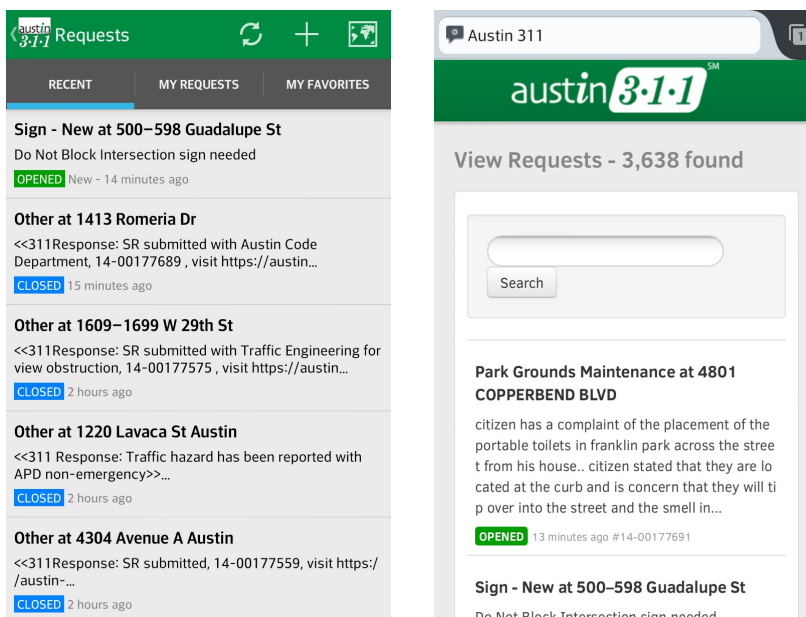 austin
3-1-1 Requests
RECENT MY REQUESTS MY FAVORITES
Sign - New at 500–598 Guadalupe St
Do Not Block Intersection sign needed
OPENED New - 14 minutes ago
Other at 1413 Romeria Dr
<<311Response: SR submitted with Austin Code
Department, 14-00177689 , visit https://austin...
CLOSED 15 minutes ago
Other at 1609–1699 W 29th St
<<311Response: SR submitted with Traffic Engineering for
view obstruction, 14-00177575 , visit https://austin...
CLOSED 2 hours ago
Other at 1220 Lavaca St Austin
<<311 Response: Traffic hazard has been reported with
APD non-emergency>>...
CLOSED 2 hours ago
Other at 4304 Avenue A Austin
<<311Response: SR submitted, 14-00177559, visit https:/
/austin-...
CLOSED 2 hours ago
Austin 311
1
austin 3·1·1 SM
View Requests - 3,638 found
Search
Park Grounds Maintenance at 4801
COPPERBEND BLVD
citizen has a complaint of the placement of the
portable toilets in franklin park across the stree
t from his house.. citizen stated that they are lo
cated at the curb and is concern that they will ti
p over into the street and the smell in...
OPENED 13 minutes ago #14-00177691
Sign - New at 500–598 Guadalupe St
Do Not Block Intersection sign needed